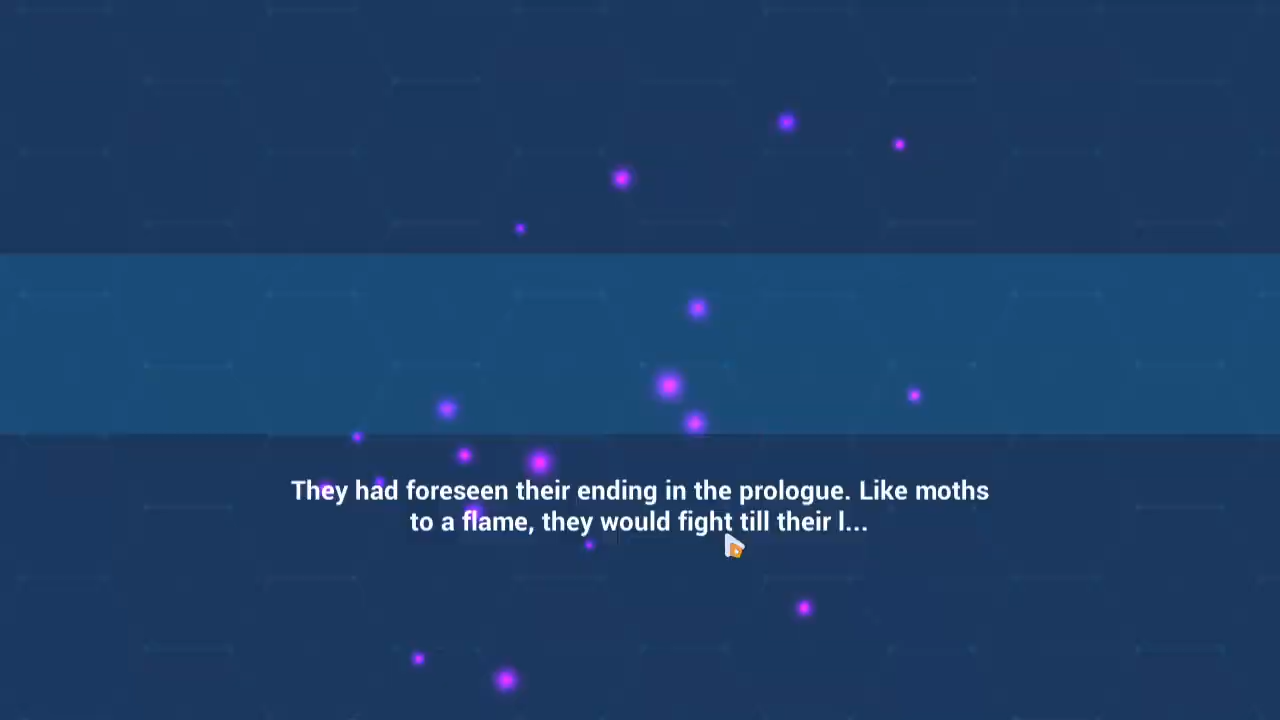 They had foreseen their ending in the prologue. Like moths
to a flame, they would fight till their l...